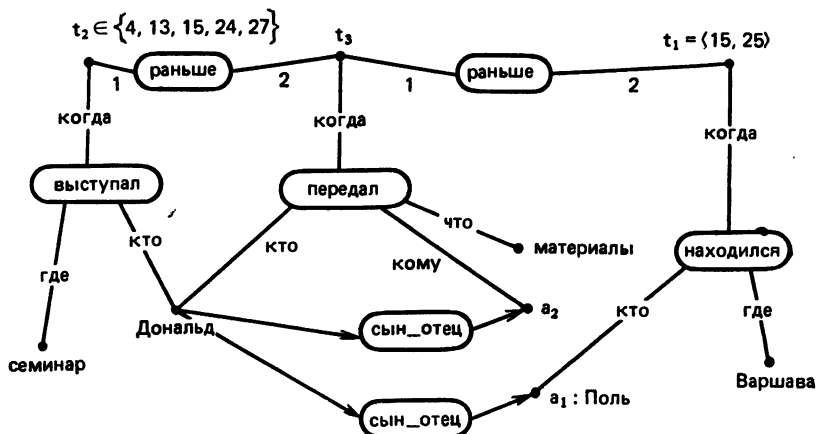 t₂ ∈ {4, 13, 15, 24, 27}
t₃
t₁ = ⟨15, 25⟩
1
раньше
2
1
раньше
2
когда
когда
когда
выступал
передал
кто
кто
что
материалы
находился
где
кому
кто
где
Дональд
сын_отец
a₂
семинар
Варшава
сын_отец
a₁ : Поль